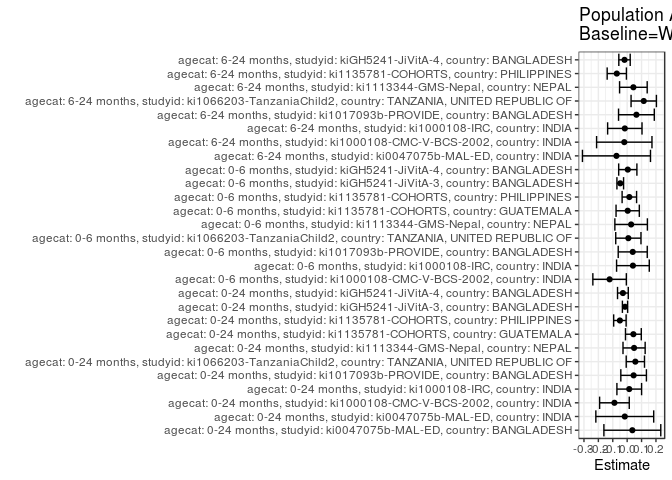 Population A
Baseline=W
agecat: 6-24 months, studyid: kiGH5241-JiVitA-4, country: BANGLADESH
agecat: 6-24 months, studyid: ki1135781-COHORTS, country: PHILIPPINES
agecat: 6-24 months, studyid: ki1113344-GMS-Nepal, country: NEPAL
agecat: 6-24 months, studyid: ki1066203-TanzaniaChild2, country: TANZANIA, UNITED REPUBLIC OF
agecat: 6-24 months, studyid: ki1017093b-PROVIDE, country: BANGLADESH
agecat: 6-24 months, studyid: ki1000108-IRC, country: INDIA
agecat: 6-24 months, studyid: ki1000108-CMC-V-BCS-2002, country: INDIA
agecat: 6-24 months, studyid: ki0047075b-MAL-ED, country: INDIA
agecat: 0-6 months, studyid: kiGH5241-JiVitA-4, country: BANGLADESH
agecat: 0-6 months, studyid: kiGH5241-JiVitA-3, country: BANGLADESH
agecat: 0-6 months, studyid: ki1135781-COHORTS, country: PHILIPPINES
agecat: 0-6 months, studyid: ki1135781-COHORTS, country: GUATEMALA
agecat: 0-6 months, studyid: ki1113344-GMS-Nepal, country: NEPAL
agecat: 0-6 months, studyid: ki1066203-TanzaniaChild2, country: TANZANIA, UNITED REPUBLIC OF
agecat: 0-6 months, studyid: ki1017093b-PROVIDE, country: BANGLADESH
agecat: 0-6 months, studyid: ki1000108-IRC, country: INDIA
agecat: 0-6 months, studyid: ki1000108-CMC-V-BCS-2002, country: INDIA
agecat: 0-24 months, studyid: kiGH5241-JiVitA-4, country: BANGLADESH
agecat: 0-24 months, studyid: kiGH5241-JiVitA-3, country: BANGLADESH
agecat: 0-24 months, studyid: ki1135781-COHORTS, country: PHILIPPINES
agecat: 0-24 months, studyid: ki1135781-COHORTS, country: GUATEMALA
agecat: 0-24 months, studyid: ki1113344-GMS-Nepal, country: NEPAL
agecat: 0-24 months, studyid: ki1066203-TanzaniaChild2, country: TANZANIA, UNITED REPUBLIC OF
agecat: 0-24 months, studyid: ki1017093b-PROVIDE, country: BANGLADESH
agecat: 0-24 months, studyid: ki1000108-IRC, country: INDIA
agecat: 0-24 months, studyid: ki1000108-CMC-V-BCS-2002, country: INDIA
agecat: 0-24 months, studyid: ki0047075b-MAL-ED, country: INDIA
agecat: 0-24 months, studyid: ki0047075b-MAL-ED, country: BANGLADESH
-0.3 -0.2 -0.1 0.0 0.1 0.2
Estimate